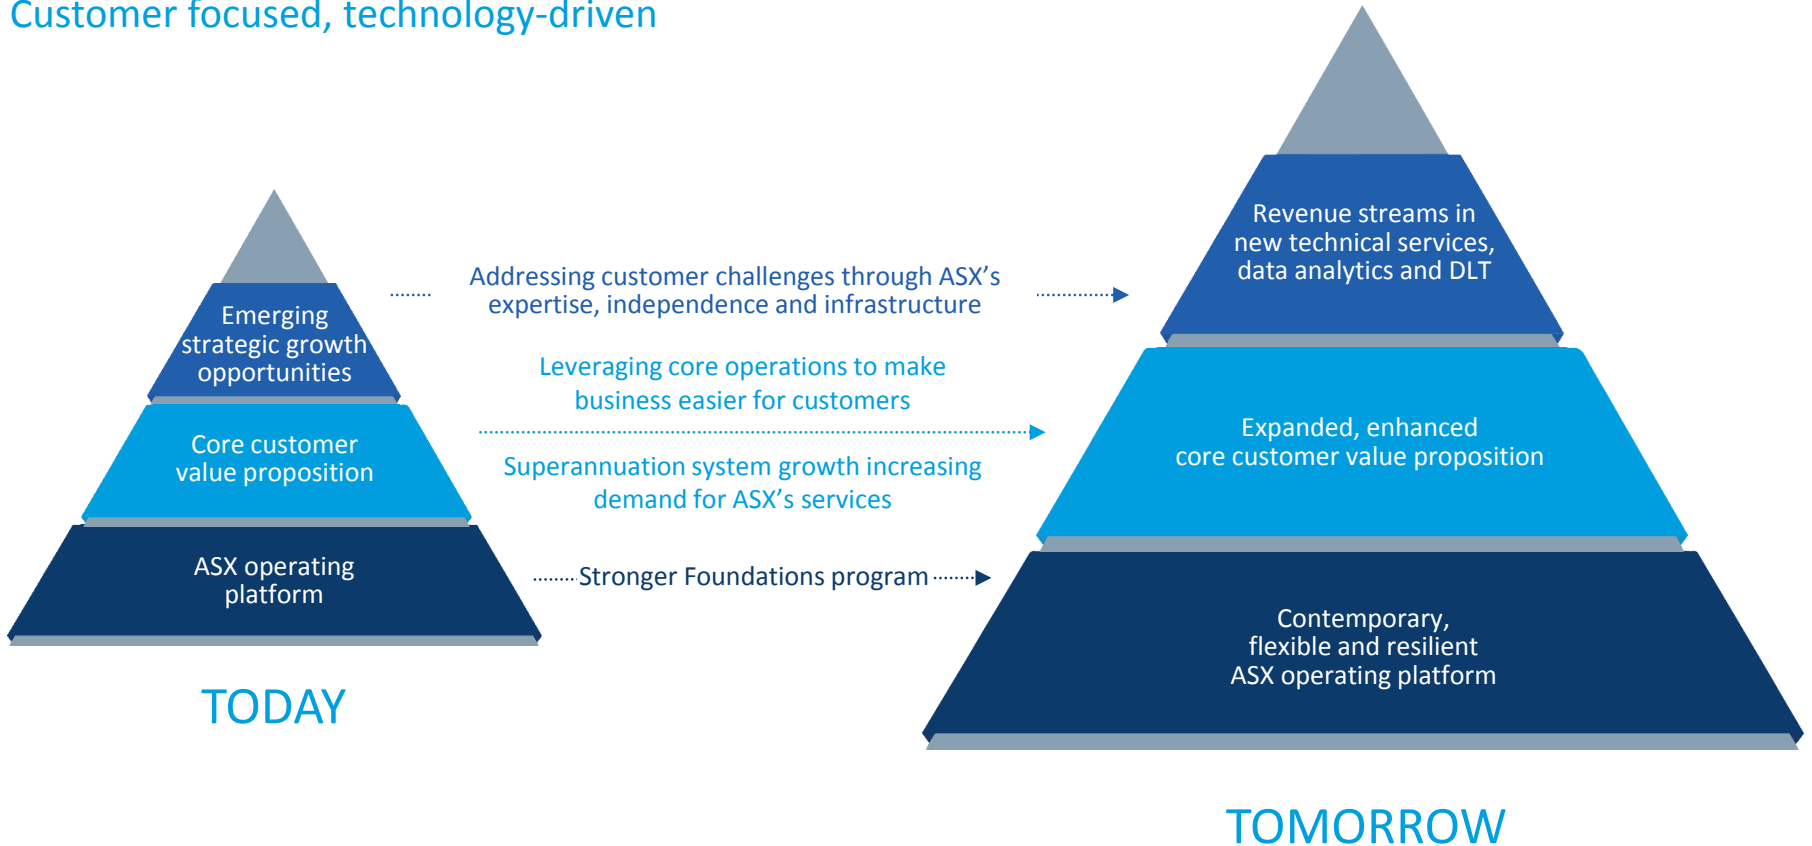 Customer focused, technology-driven
Emerging
strategic growth
opportunities
Core customer
value proposition
ASX operating
platform
TODAY
Addressing customer challenges through ASX’s
expertise, independence and infrastructure
Leveraging core operations to make
business easier for customers
Superannuation system growth increasing
demand for ASX’s services
Stronger Foundations program
Revenue streams in
new technical services,
data analytics and DLT
Expanded, enhanced
core customer value proposition
Contemporary,
flexible and resilient
ASX operating platform
TOMORROW